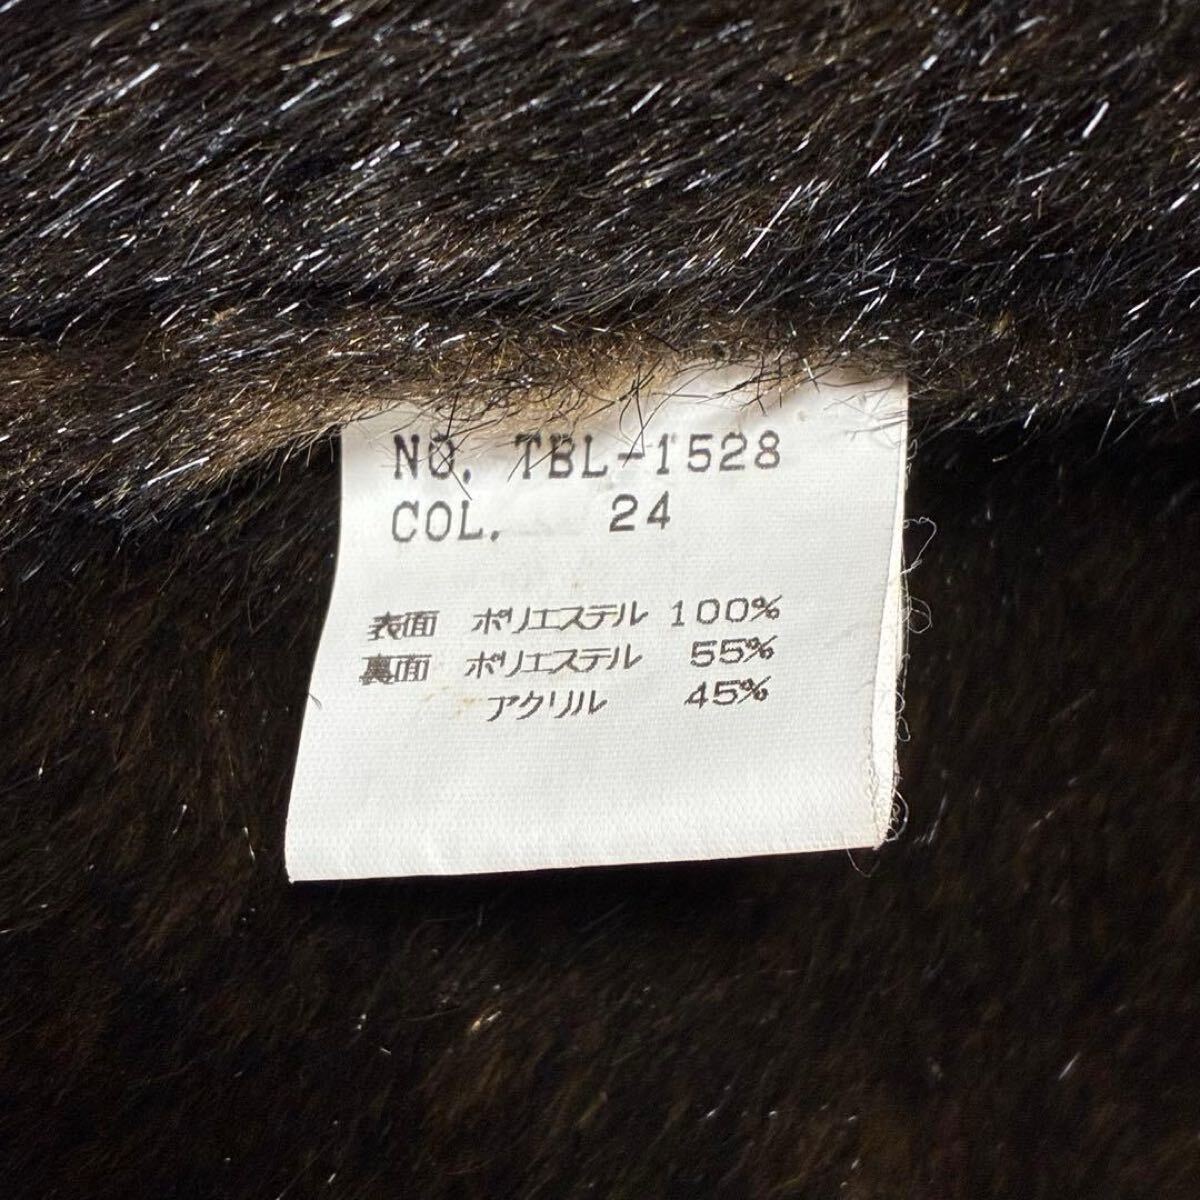 NO. TBL-1528
COL. 24
表面 ポリエステル 100%
裏面 ポリエステル 55%
アクリル 45%